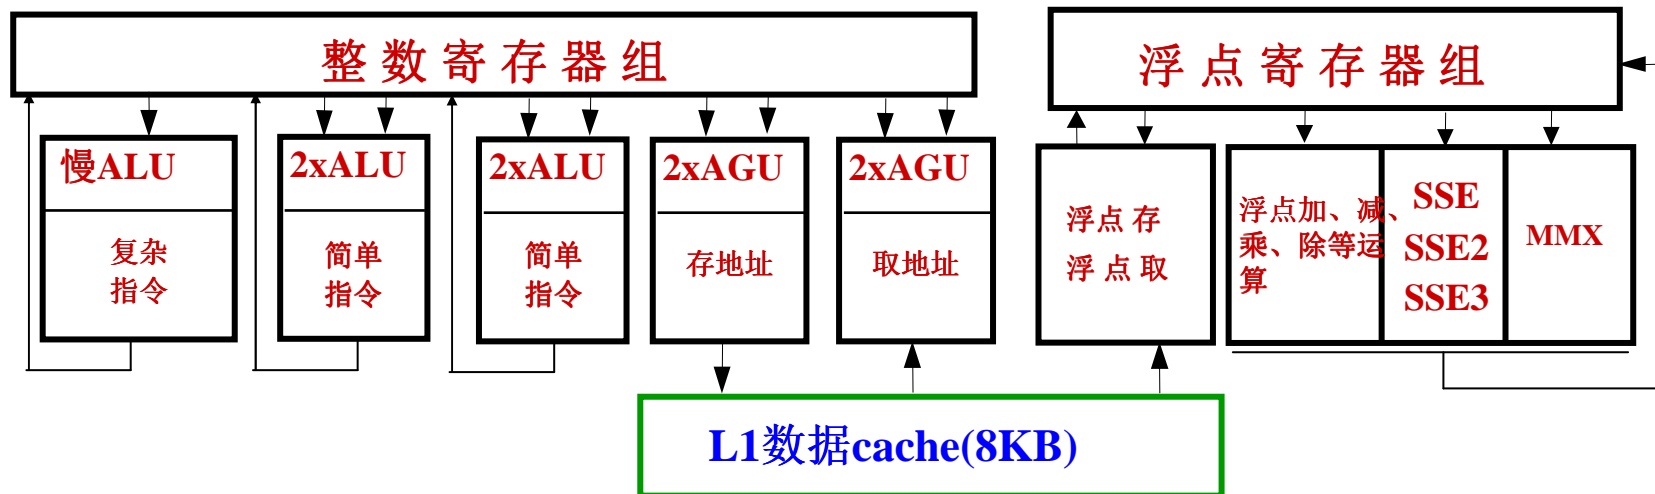 整 数 寄 存 器 组
浮 点 寄 存 器 组
慢ALU
复杂
指令
2xALU
简单
指令
2xALU
简单
指令
2xAGU
存地址
2xAGU
取地址
浮点 存
浮 点 取
浮点加、减、
乘、除等运
算
SSE
SSE2
SSE3
MMX
L1数据cache(8KB)